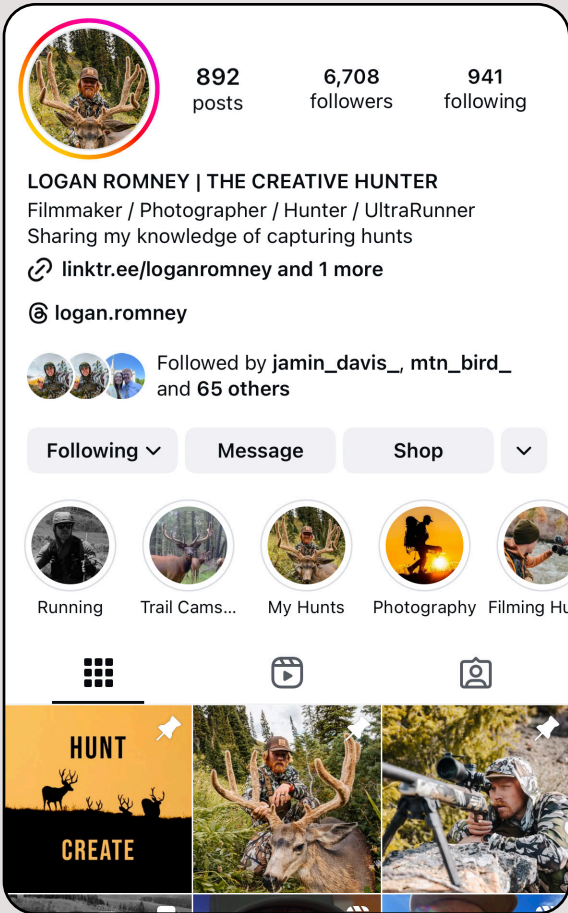 892
posts
6,708
followers
941
following
LOGAN ROMNEY | THE CREATIVE HUNTER
Filmmaker / Photographer / Hunter / UltraRunner
Sharing my knowledge of capturing hunts
linktr.ee/loganromney and 1 more
logan.romney
Followed by jamin_davis_, mtn_bird_
and 65 others
Following
Message
Shop
Running
Trail Cams...
My Hunts
Photography
Filming Hu
HUNT
CREATE